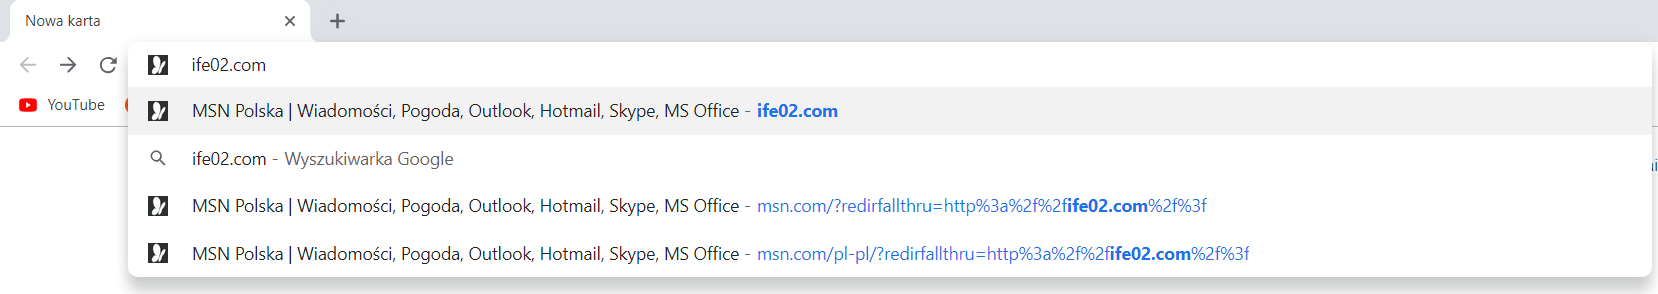 Nowa karta
ife02.com
YouTube
MSN Polska | Wiadomości, Pogoda, Outlook, Hotmail, Skype, MS Office - ife02.com
ife02.com - Wyszukiwarka Google
MSN Polska | Wiadomości, Pogoda, Outlook, Hotmail, Skype, MS Office - msn.com/?redirfallthru=http%3a%2f%2fife02.com%2f%3f
MSN Polska | Wiadomości, Pogoda, Outlook, Hotmail, Skype, MS Office - msn.com/pl-pl/?redirfallthru=http%3a%2f%2fife02.com%2f%3f